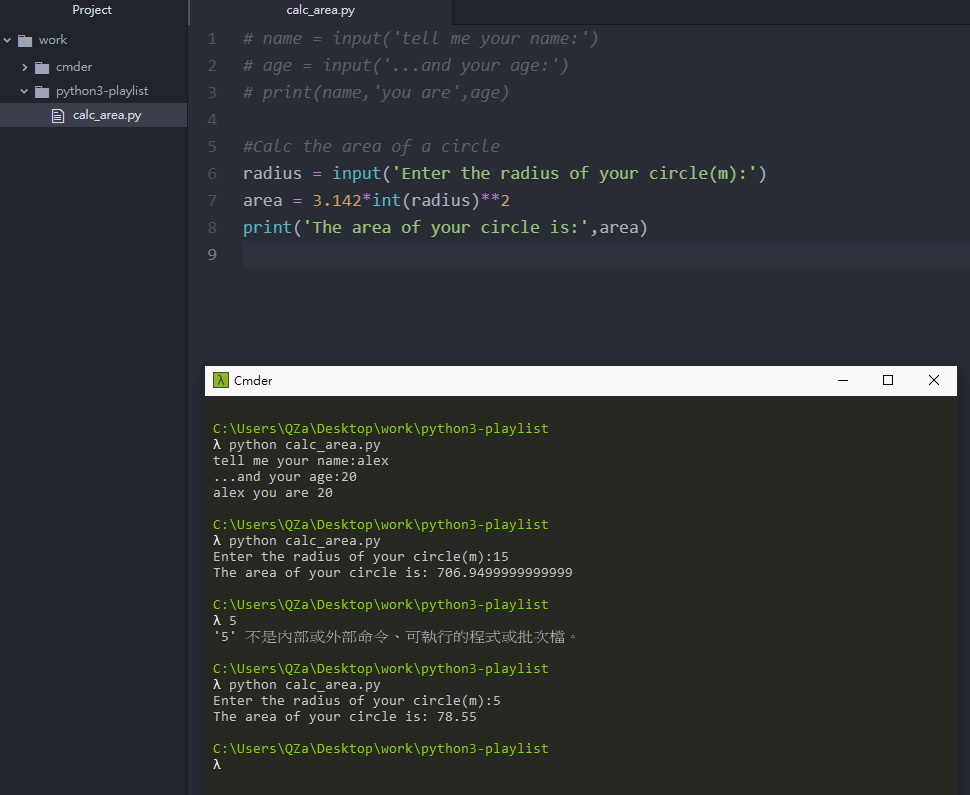 Project
calc_area.py
work
cmder
python3-playlist
calc_area.py
1 # name = input('tell me your name:')
2 # age = input('...and your age:')
3 # print(name,'you are',age)
4
5 #Calc the area of a circle
6 radius = input('Enter the radius of your circle(m):')
7 area = 3.142*int(radius)**2
8 print('The area of your circle is:',area)
9
λ Cmder
C:\Users\QZa\Desktop\work\python3-playlist
λ python calc_area.py
tell me your name:alex
...and your age:20
alex you are 20
C:\Users\QZa\Desktop\work\python3-playlist
λ python calc_area.py
Enter the radius of your circle(m):15
The area of your circle is: 706.9499999999999
C:\Users\QZa\Desktop\work\python3-playlist
λ 5
'5' 不是內部或外部命令、可執行的程式或批次檔。
C:\Users\QZa\Desktop\work\python3-playlist
λ python calc_area.py
Enter the radius of your circle(m):5
The area of your circle is: 78.55
C:\Users\QZa\Desktop\work\python3-playlist
λ